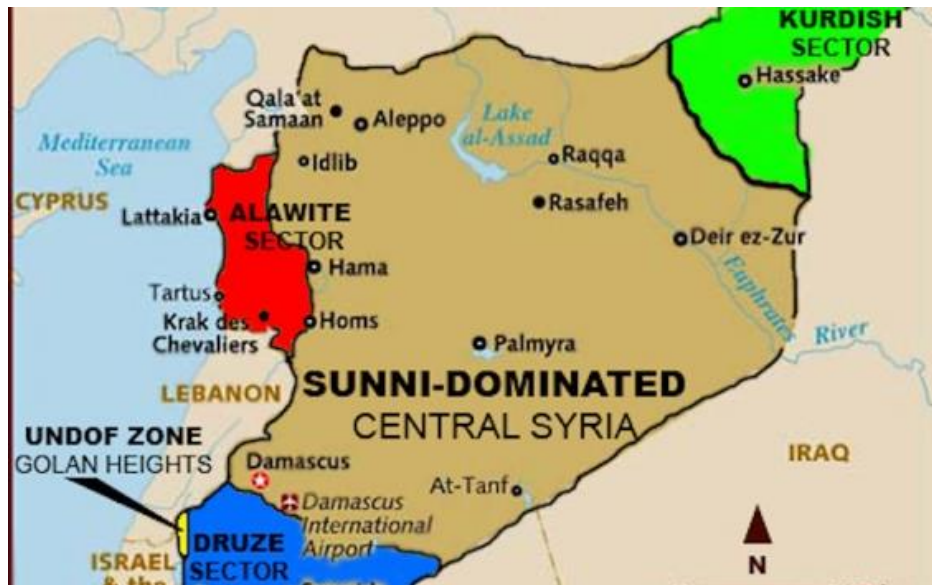 KURDISH
SECTOR
Hassake
Qala'at
Samaan
Aleppo
Lake
al-Assad
Mediterranean
Sea
Idlib
Raqqa
CYPRUS
Rasafeh
Lattakia
ALAWITE
SECTOR
Deir ez-Zur
Hama
Euphrates
River
Tartus
Krak des
Chevaliers
Homs
Palmyra
SUNNI-DOMINATED
CENTRAL SYRIA
LEBANON
UNDOF ZONE
GOLAN HEIGHTS
Damascus
IRAQ
At-Tanf
Damascus
International
Airport
DRUZE
SECTOR
ISRAEL
& the
N